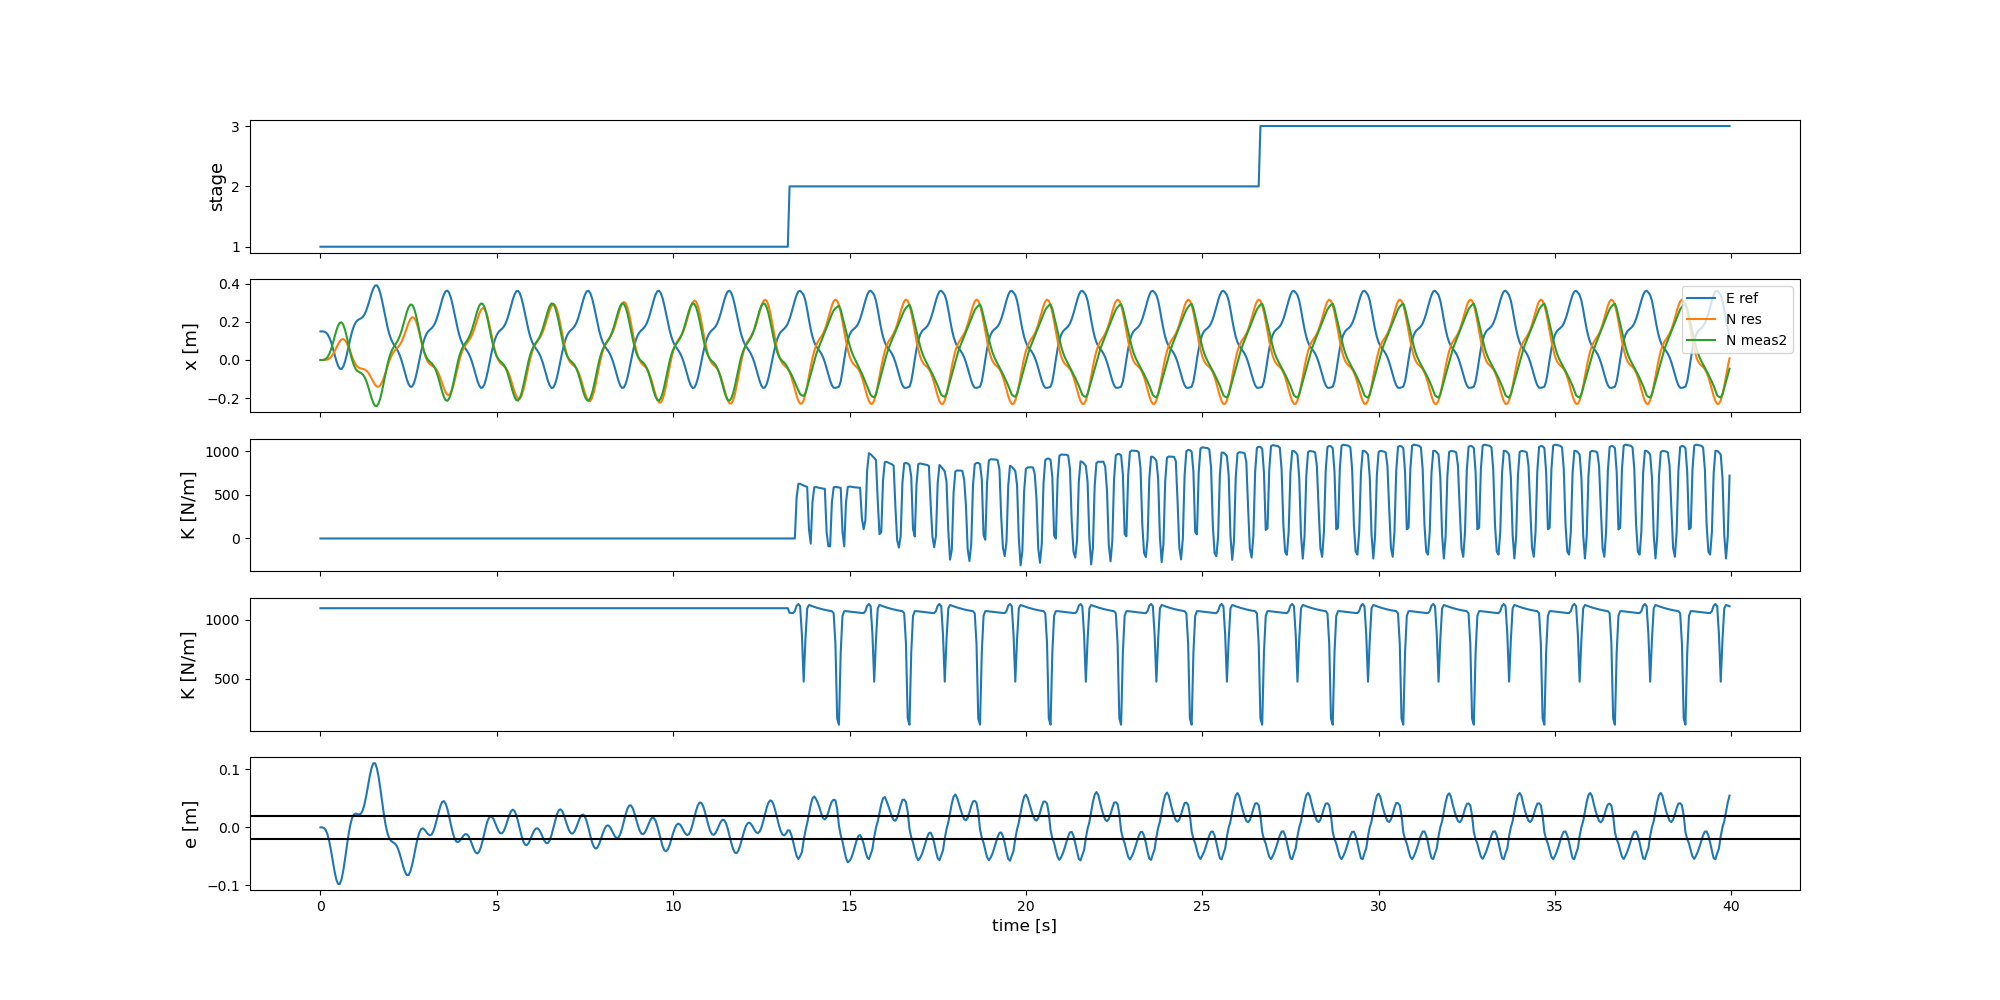 3
2
1
stage
0.4
0.2
0.0
−0.2
x [m]
E ref
N res
N meas2
1000
500
0
K [N/m]
1000
500
K [N/m]
0.1
0.0
−0.1
e [m]
0 5 10 15 20 25 30 35 40
time [s]